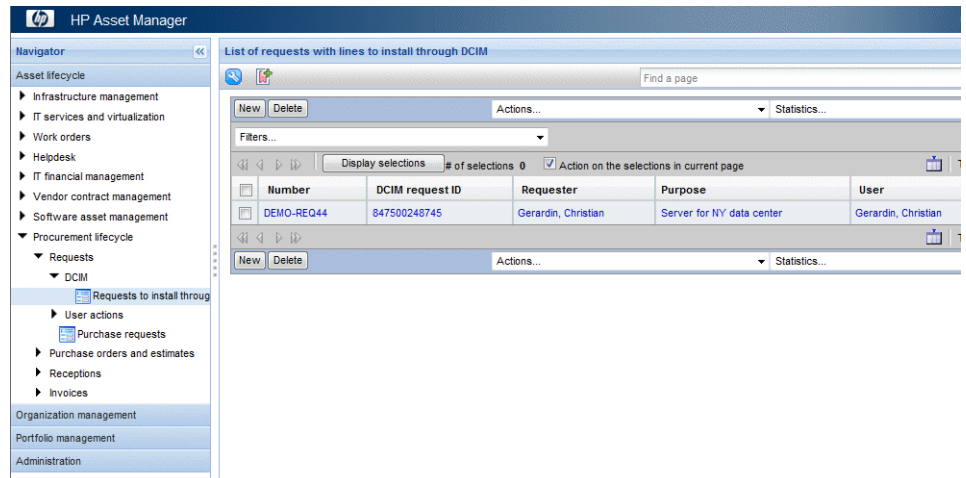 hp HP Asset Manager
Navigator
Asset lifecycle
Infrastructure management
IT services and virtualization
Work orders
Helpdesk
IT financial management
Vendor contract management
Software asset management
Procurement lifecycle
Requests
DCIM
Requests to install throug
User actions
Purchase requests
Purchase orders and estimates
Receptions
Invoices
Organization management
Portfolio management
Administration
List of requests with lines to install through DCIM
Find a page
New Delete Actions... Statistics...
Filters...
Display selections # of selections 0 Action on the selections in current page
Number DCIM request ID Requester Purpose User
DEMO-REQ44 847500248745 Gerardin, Christian Server for NY data center Gerardin, Christian
New Delete Actions... Statistics...